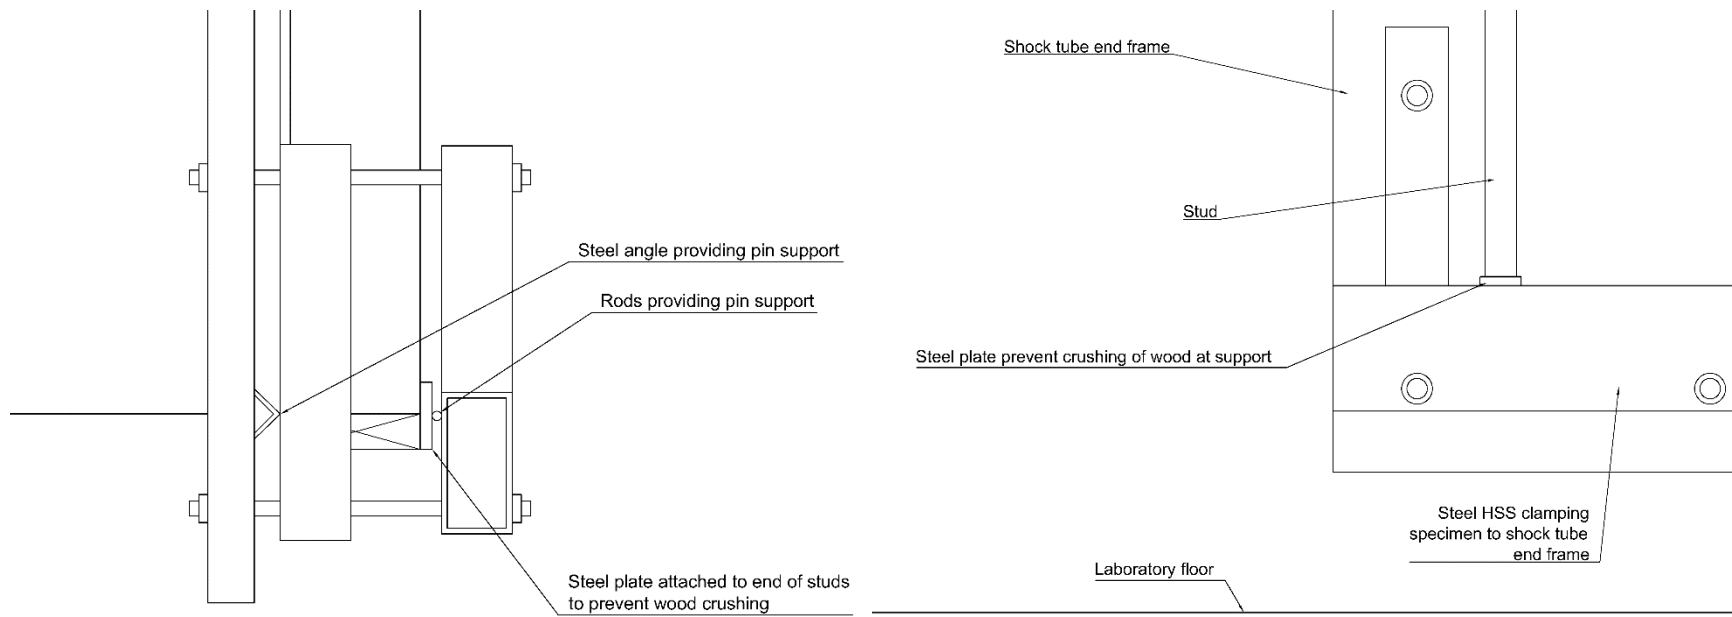 Steel angle providing pin support
Rods providing pin support
Steel plate attached to end of studs
to prevent wood crushing
Shock tube end frame
Stud
Steel plate prevent crushing of wood at support
Steel HSS clamping
specimen to shock tube
end frame
Laboratory floor